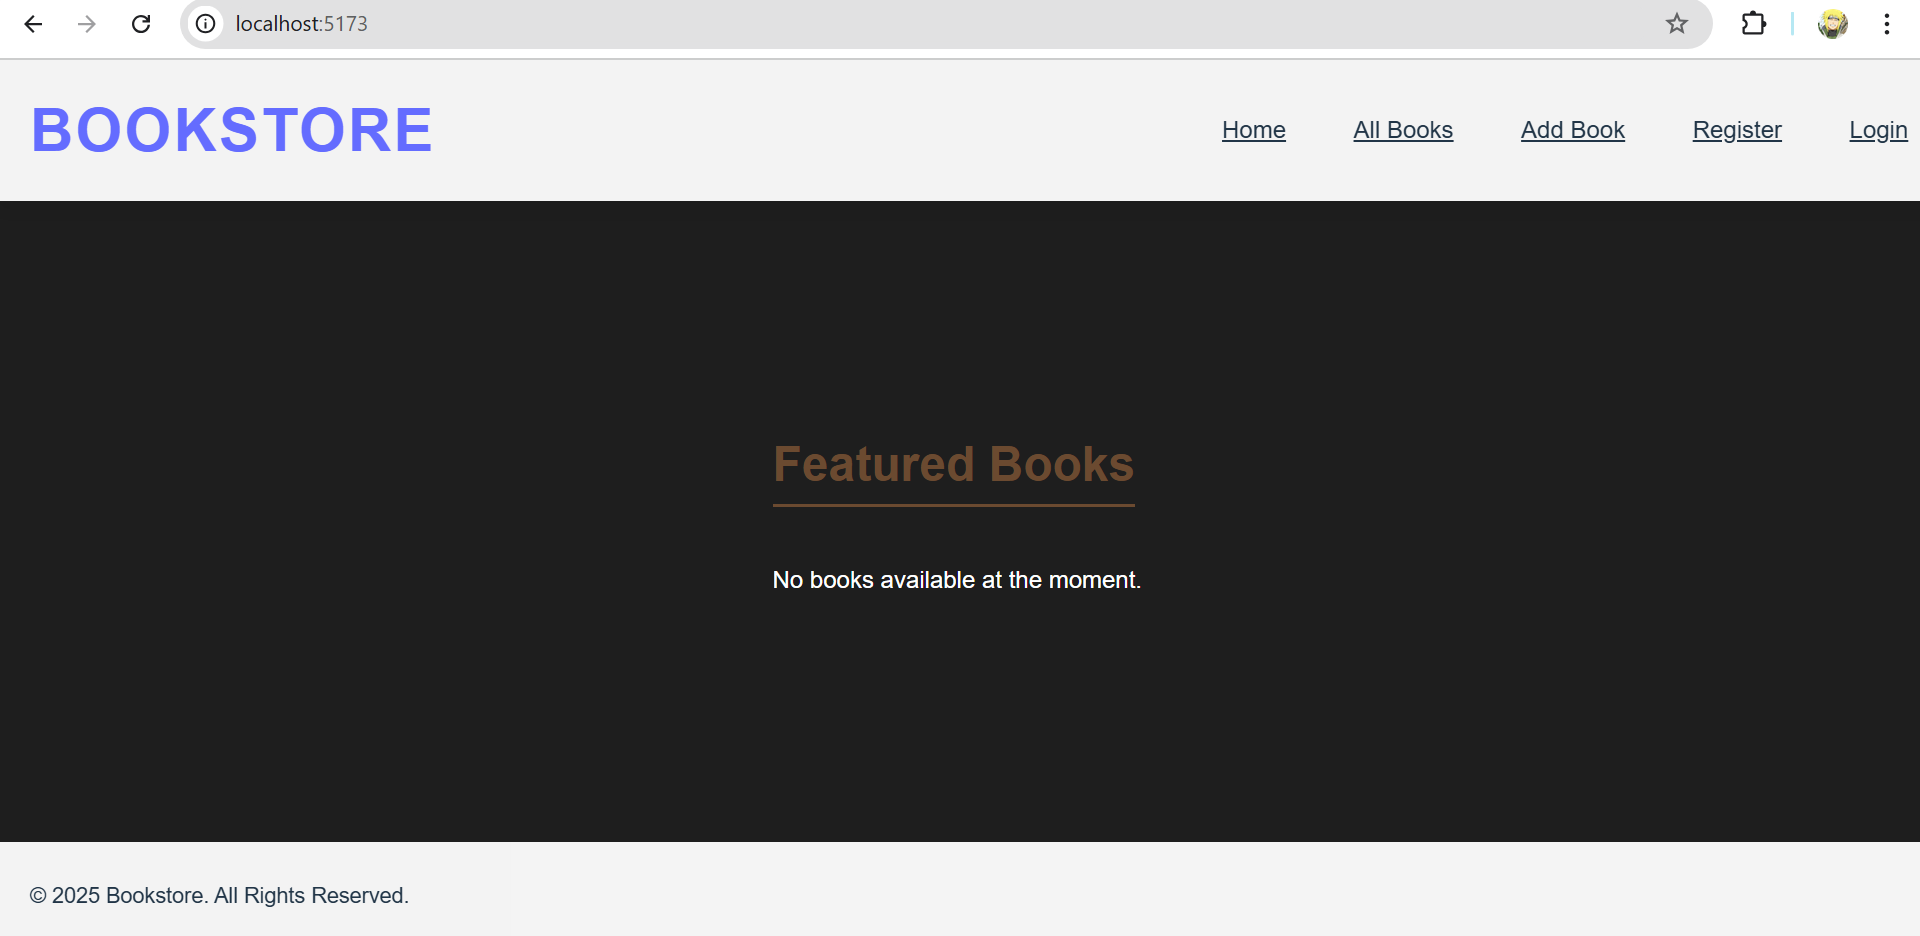 localhost:5173
BOOKSTORE
Home All Books Add Book Register Login
Featured Books
No books available at the moment.
© 2025 Bookstore. All Rights Reserved.